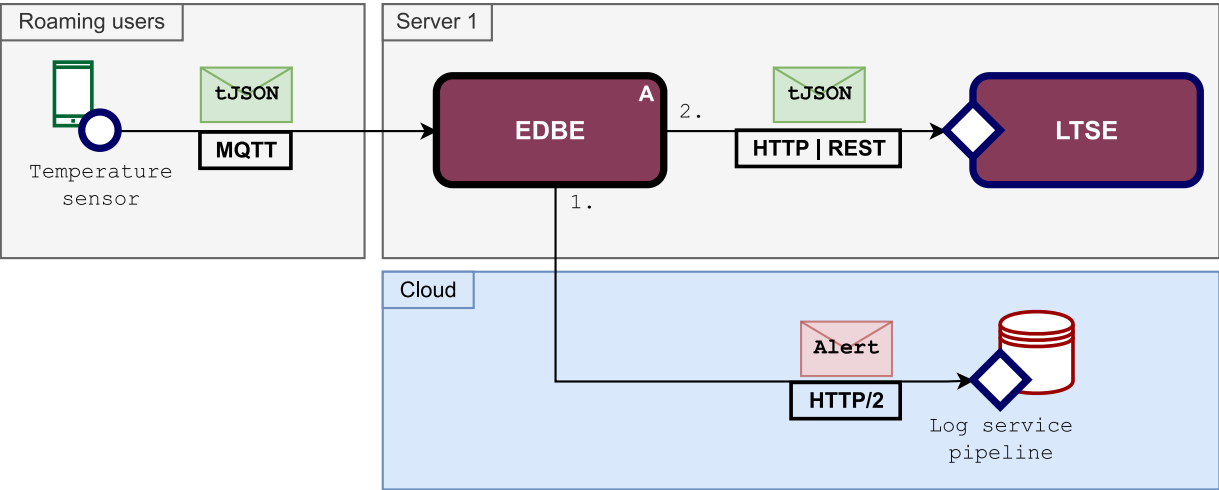 Roaming users
tJSON
MQTT
Temperature
sensor
Server 1
A
EDBE
2.
tJSON
HTTP | REST
LTSE
1.
Cloud
Alert
HTTP/2
Log service
pipeline